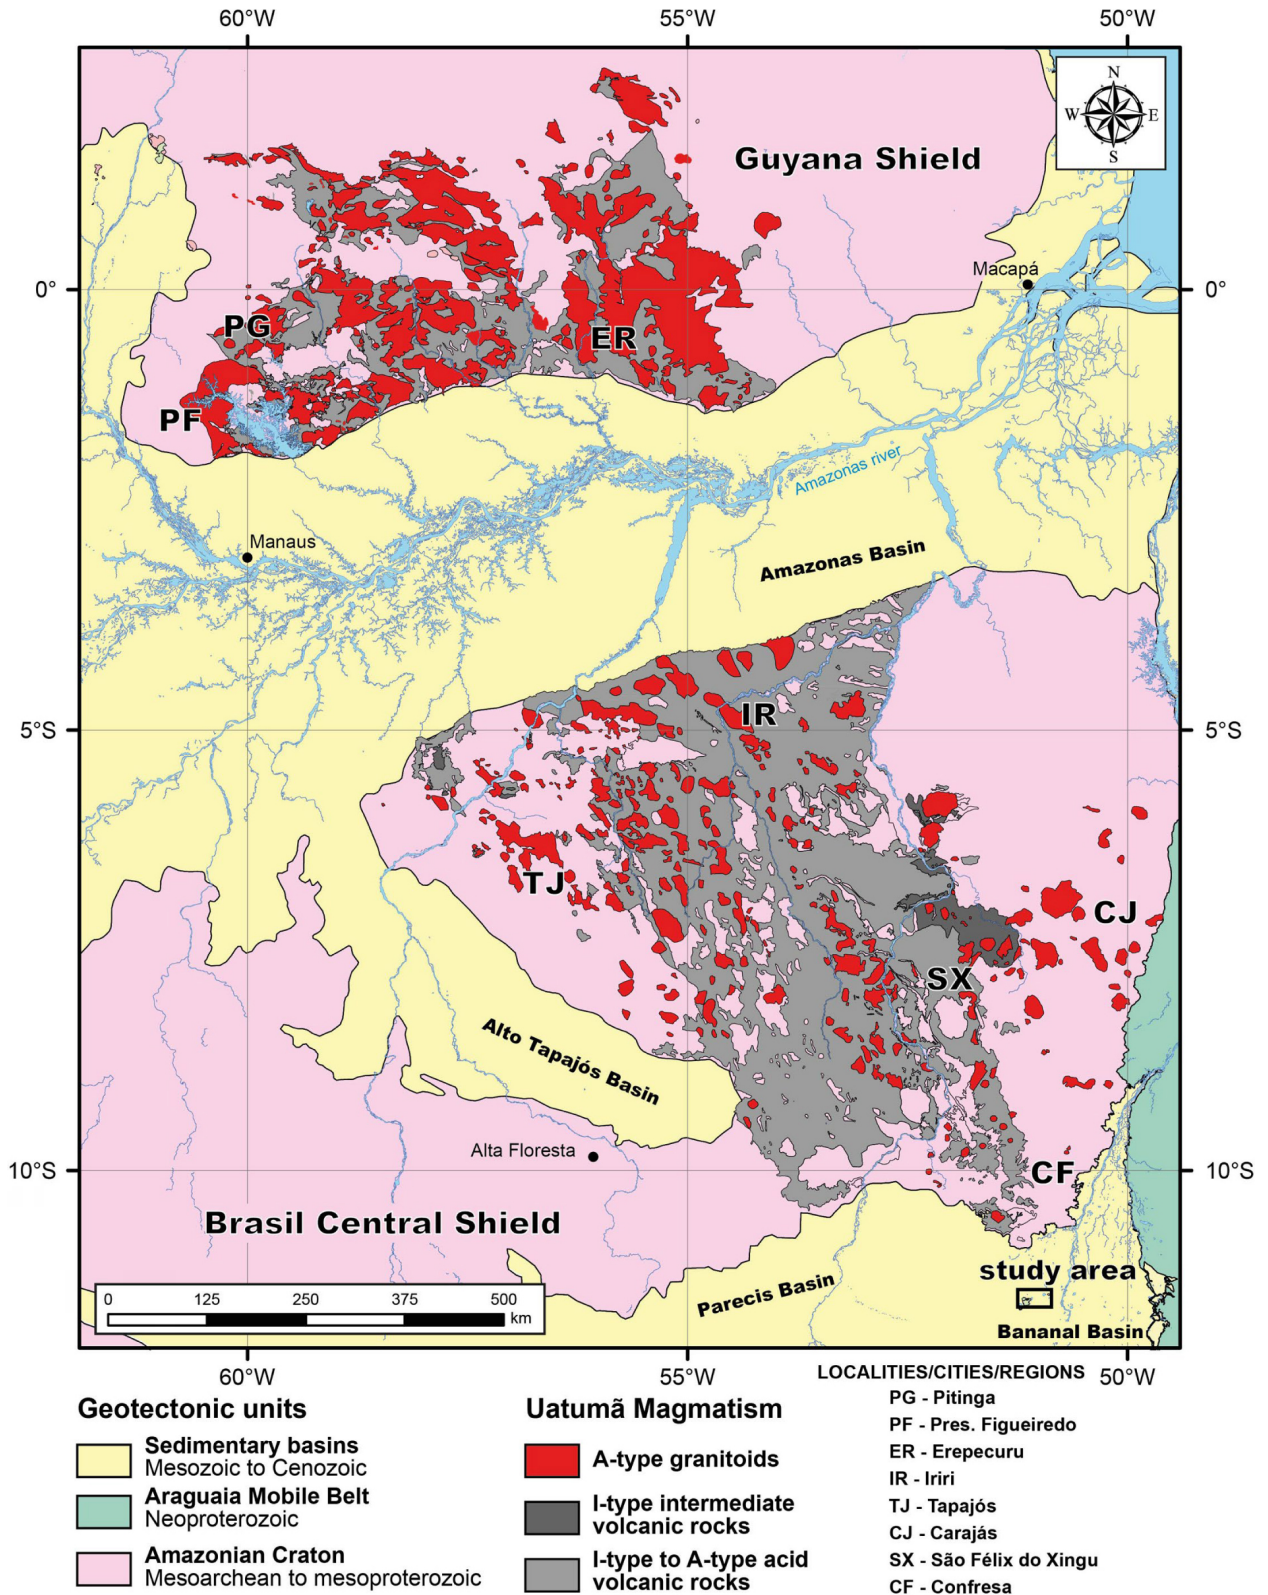 60°W
55°W
50°W
N
W
E
S
Guyana Shield
Macapá
0°
0°
PG
ER
PF
Amazonas river
Manaus
Amazonas Basin
5°S
5°S
IR
TJ
CJ
SX
Alto Tapajós Basin
Alta Floresta
10°S
10°S
CF
Brasil Central Shield
study area
Parecis Basin
0
125
250
375
500
km
Bananal Basin
60°W
55°W
50°W
LOCALITIES/CITIES/REGIONS
PG - Pitinga
PF - Pres. Figueiredo
ER - Erepecuru
IR - Iriri
TJ - Tapajós
CJ - Carajás
SX - São Félix do Xingu
CF - Confresa
Geotectonic units
Sedimentary basins
Mesozoic to Cenozoic
Araguaia Mobile Belt
Neoproterozoic
Amazonian Craton
Mesoarchean to mesoproterozoic
Uatumã Magmatism
A-type granitoids
I-type intermediate
volcanic rocks
I-type to A-type acid
volcanic rocks